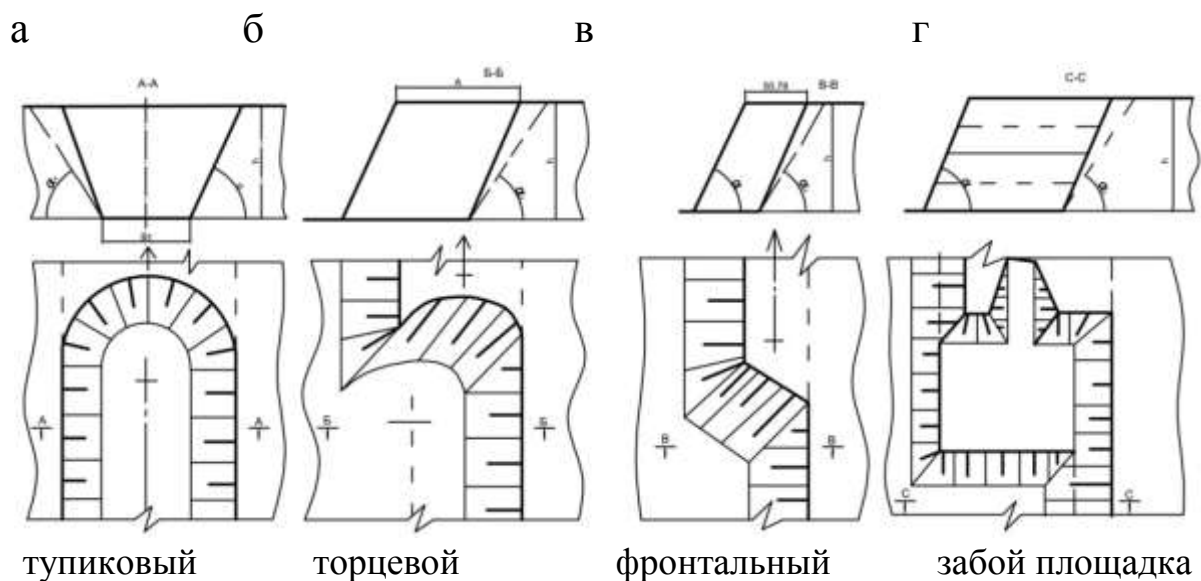 а б в г
А-А Б-Б В-В С-С
А
h h h h
α α α
А А Б Б В В С С
тупиковый торцевой фронтальный забой площадка